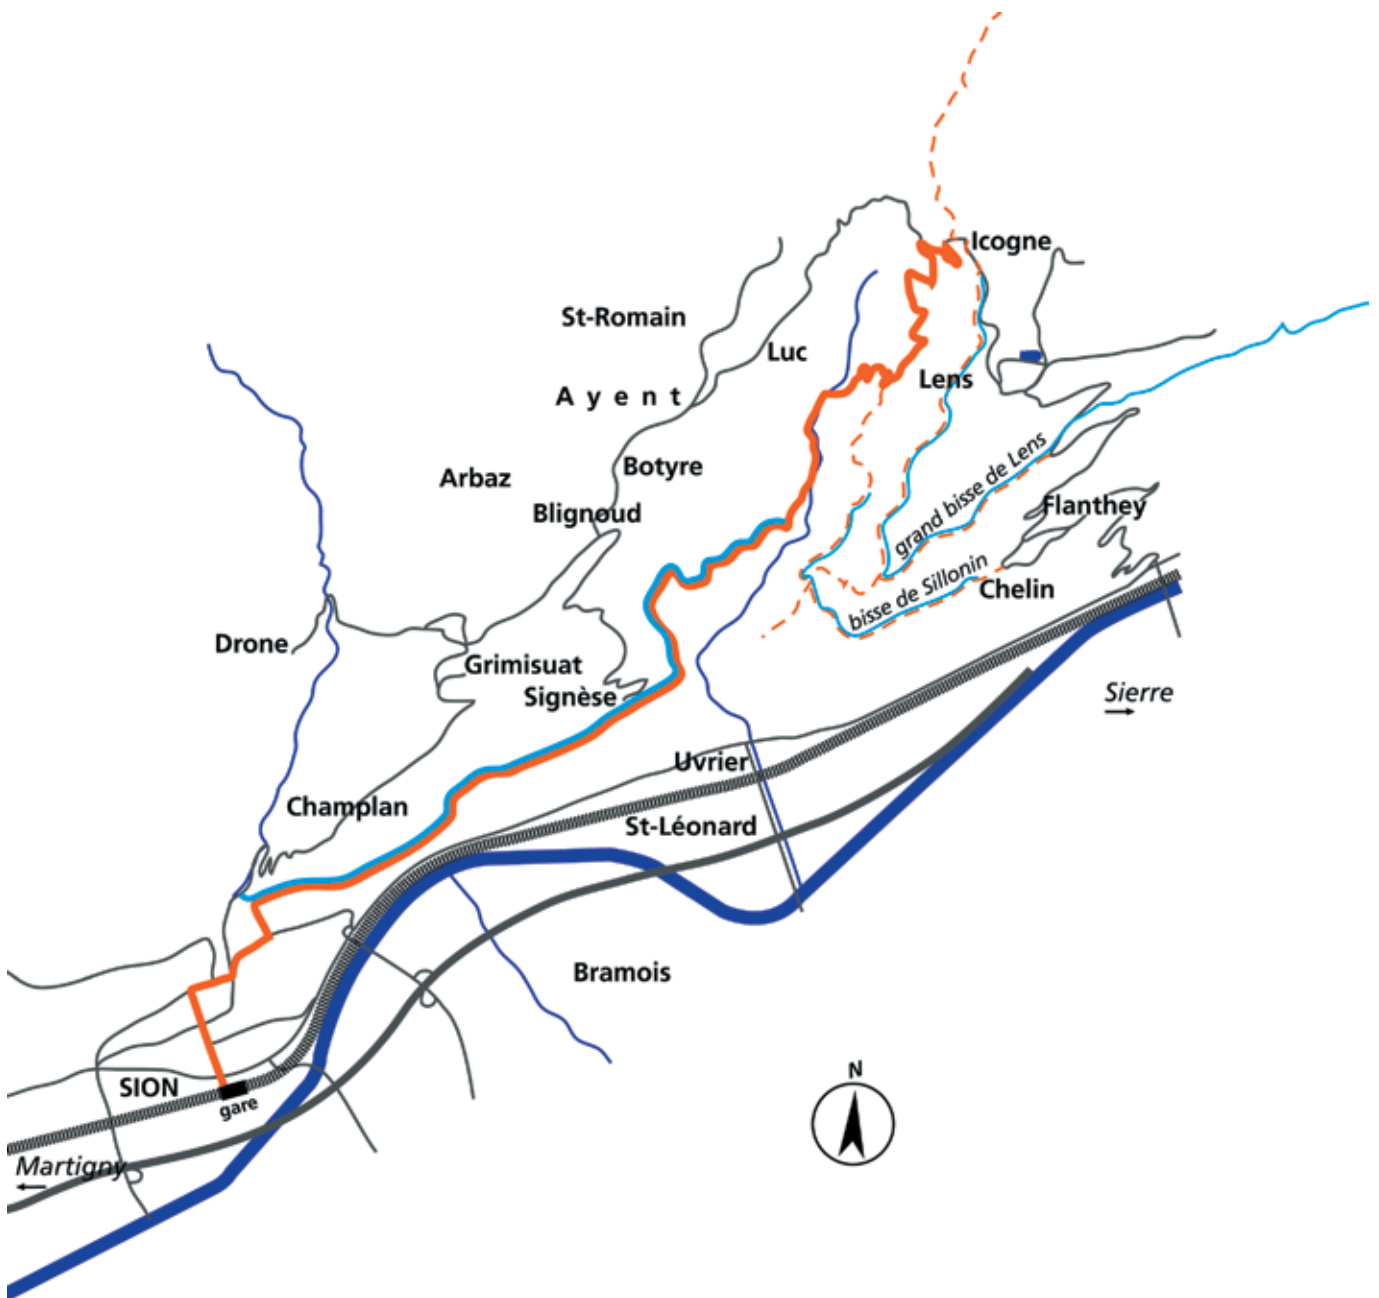 Icogne
St-Romain
Luc
Lens
Ayent
grand bisse de Lens
Botyre
Arbaz
Flanthey
Blignoud
bisse de Sillonin
Chelin
Drone
Grimisuat
Signèse
Sierre
Uvrier
Champlan
St-Léonard
Bramois
N
SION
gare
Martigny